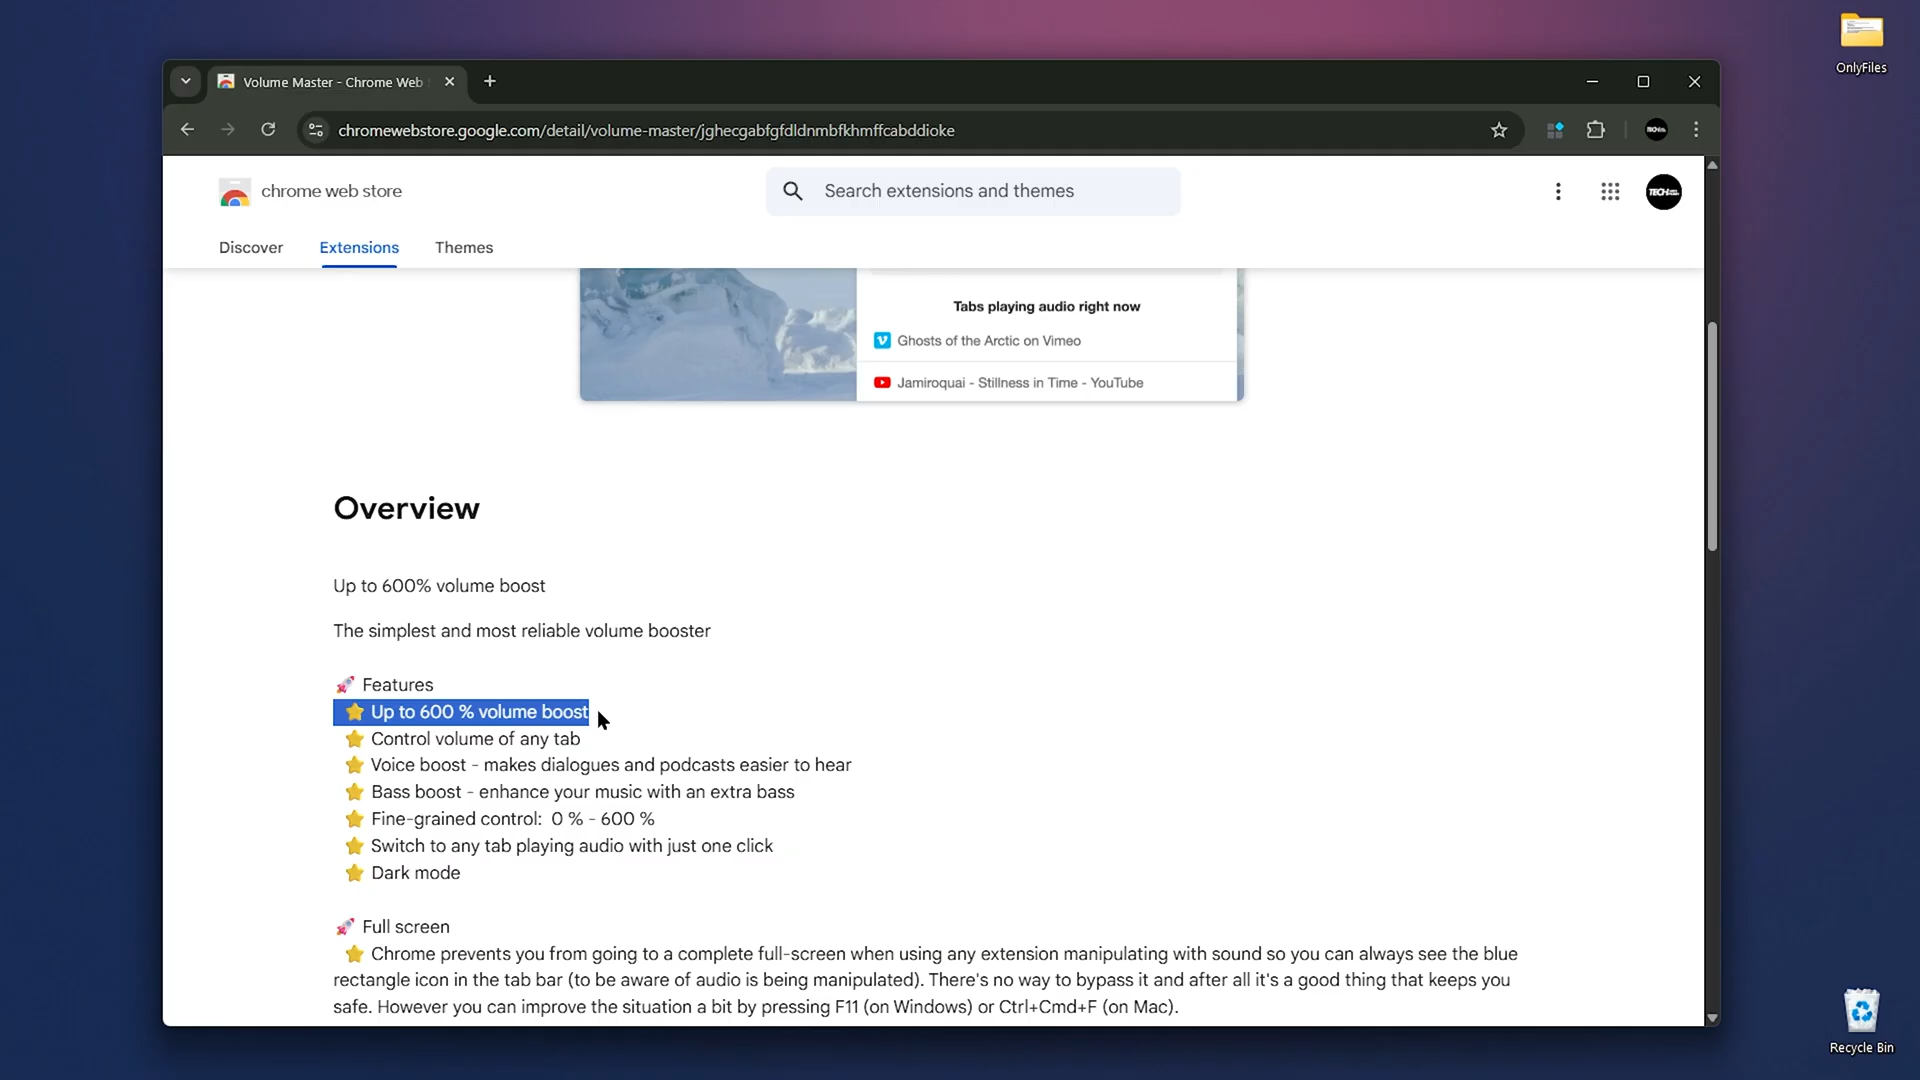 OnlyFiles
Volume Master - Chrome Web
chromewebstore.google.com/detail/volume-master/jghecgabfgfdldnmbfkhmffcabddioke
chrome web store
Search extensions and themes
TECH
Discover
Extensions
Themes
Tabs playing audio right now
Ghosts of the Arctic on Vimeo
Jamiroquai - Stillness in Time - YouTube
Overview
Up to 600% volume boost
The simplest and most reliable volume booster
🚀 Features
⭐ Up to 600 % volume boost
⭐ Control volume of any tab
⭐ Voice boost - makes dialogues and podcasts easier to hear
⭐ Bass boost - enhance your music with an extra bass
⭐ Fine-grained control:  0 % - 600 %
⭐ Switch to any tab playing audio with just one click
⭐ Dark mode
🚀 Full screen
⭐ Chrome prevents you from going to a complete full-screen when using any extension manipulating with sound so you can always see the blue
rectangle icon in the tab bar (to be aware of audio is being manipulated). There's no way to bypass it and after all it's a good thing that keeps you
safe. However you can improve the situation a bit by pressing F11 (on Windows) or Ctrl+Cmd+F (on Mac).
Recycle Bin